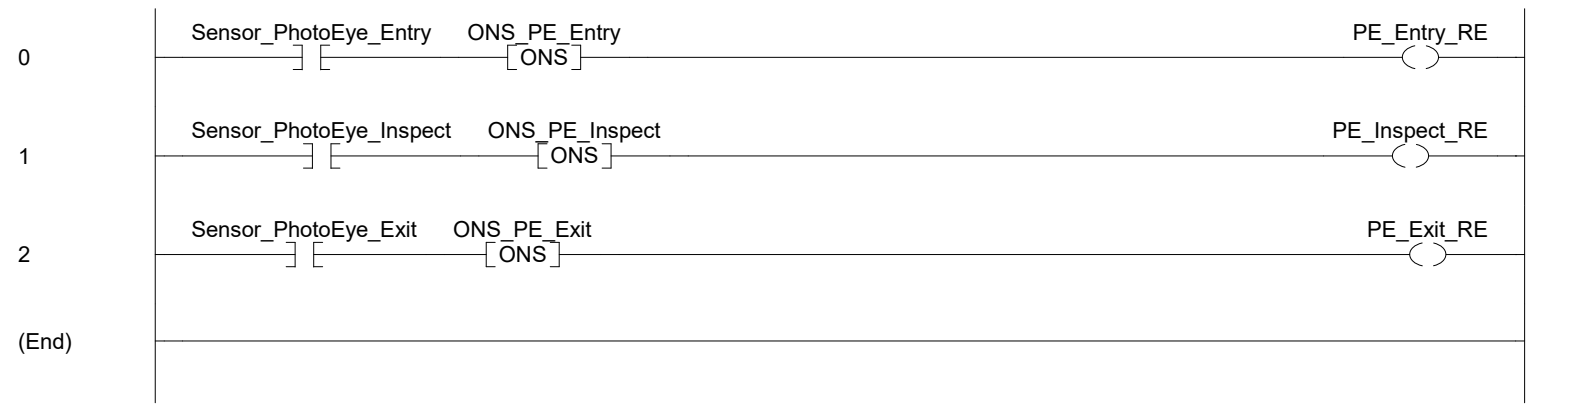 Sensor_PhotoEye_Entry ONS_PE_Entry PE_Entry_RE
0 ONS
Sensor_PhotoEye_Inspect ONS_PE_Inspect PE_Inspect_RE
1 ONS
Sensor_PhotoEye_Exit ONS_PE_Exit PE_Exit_RE
2 ONS
(End)